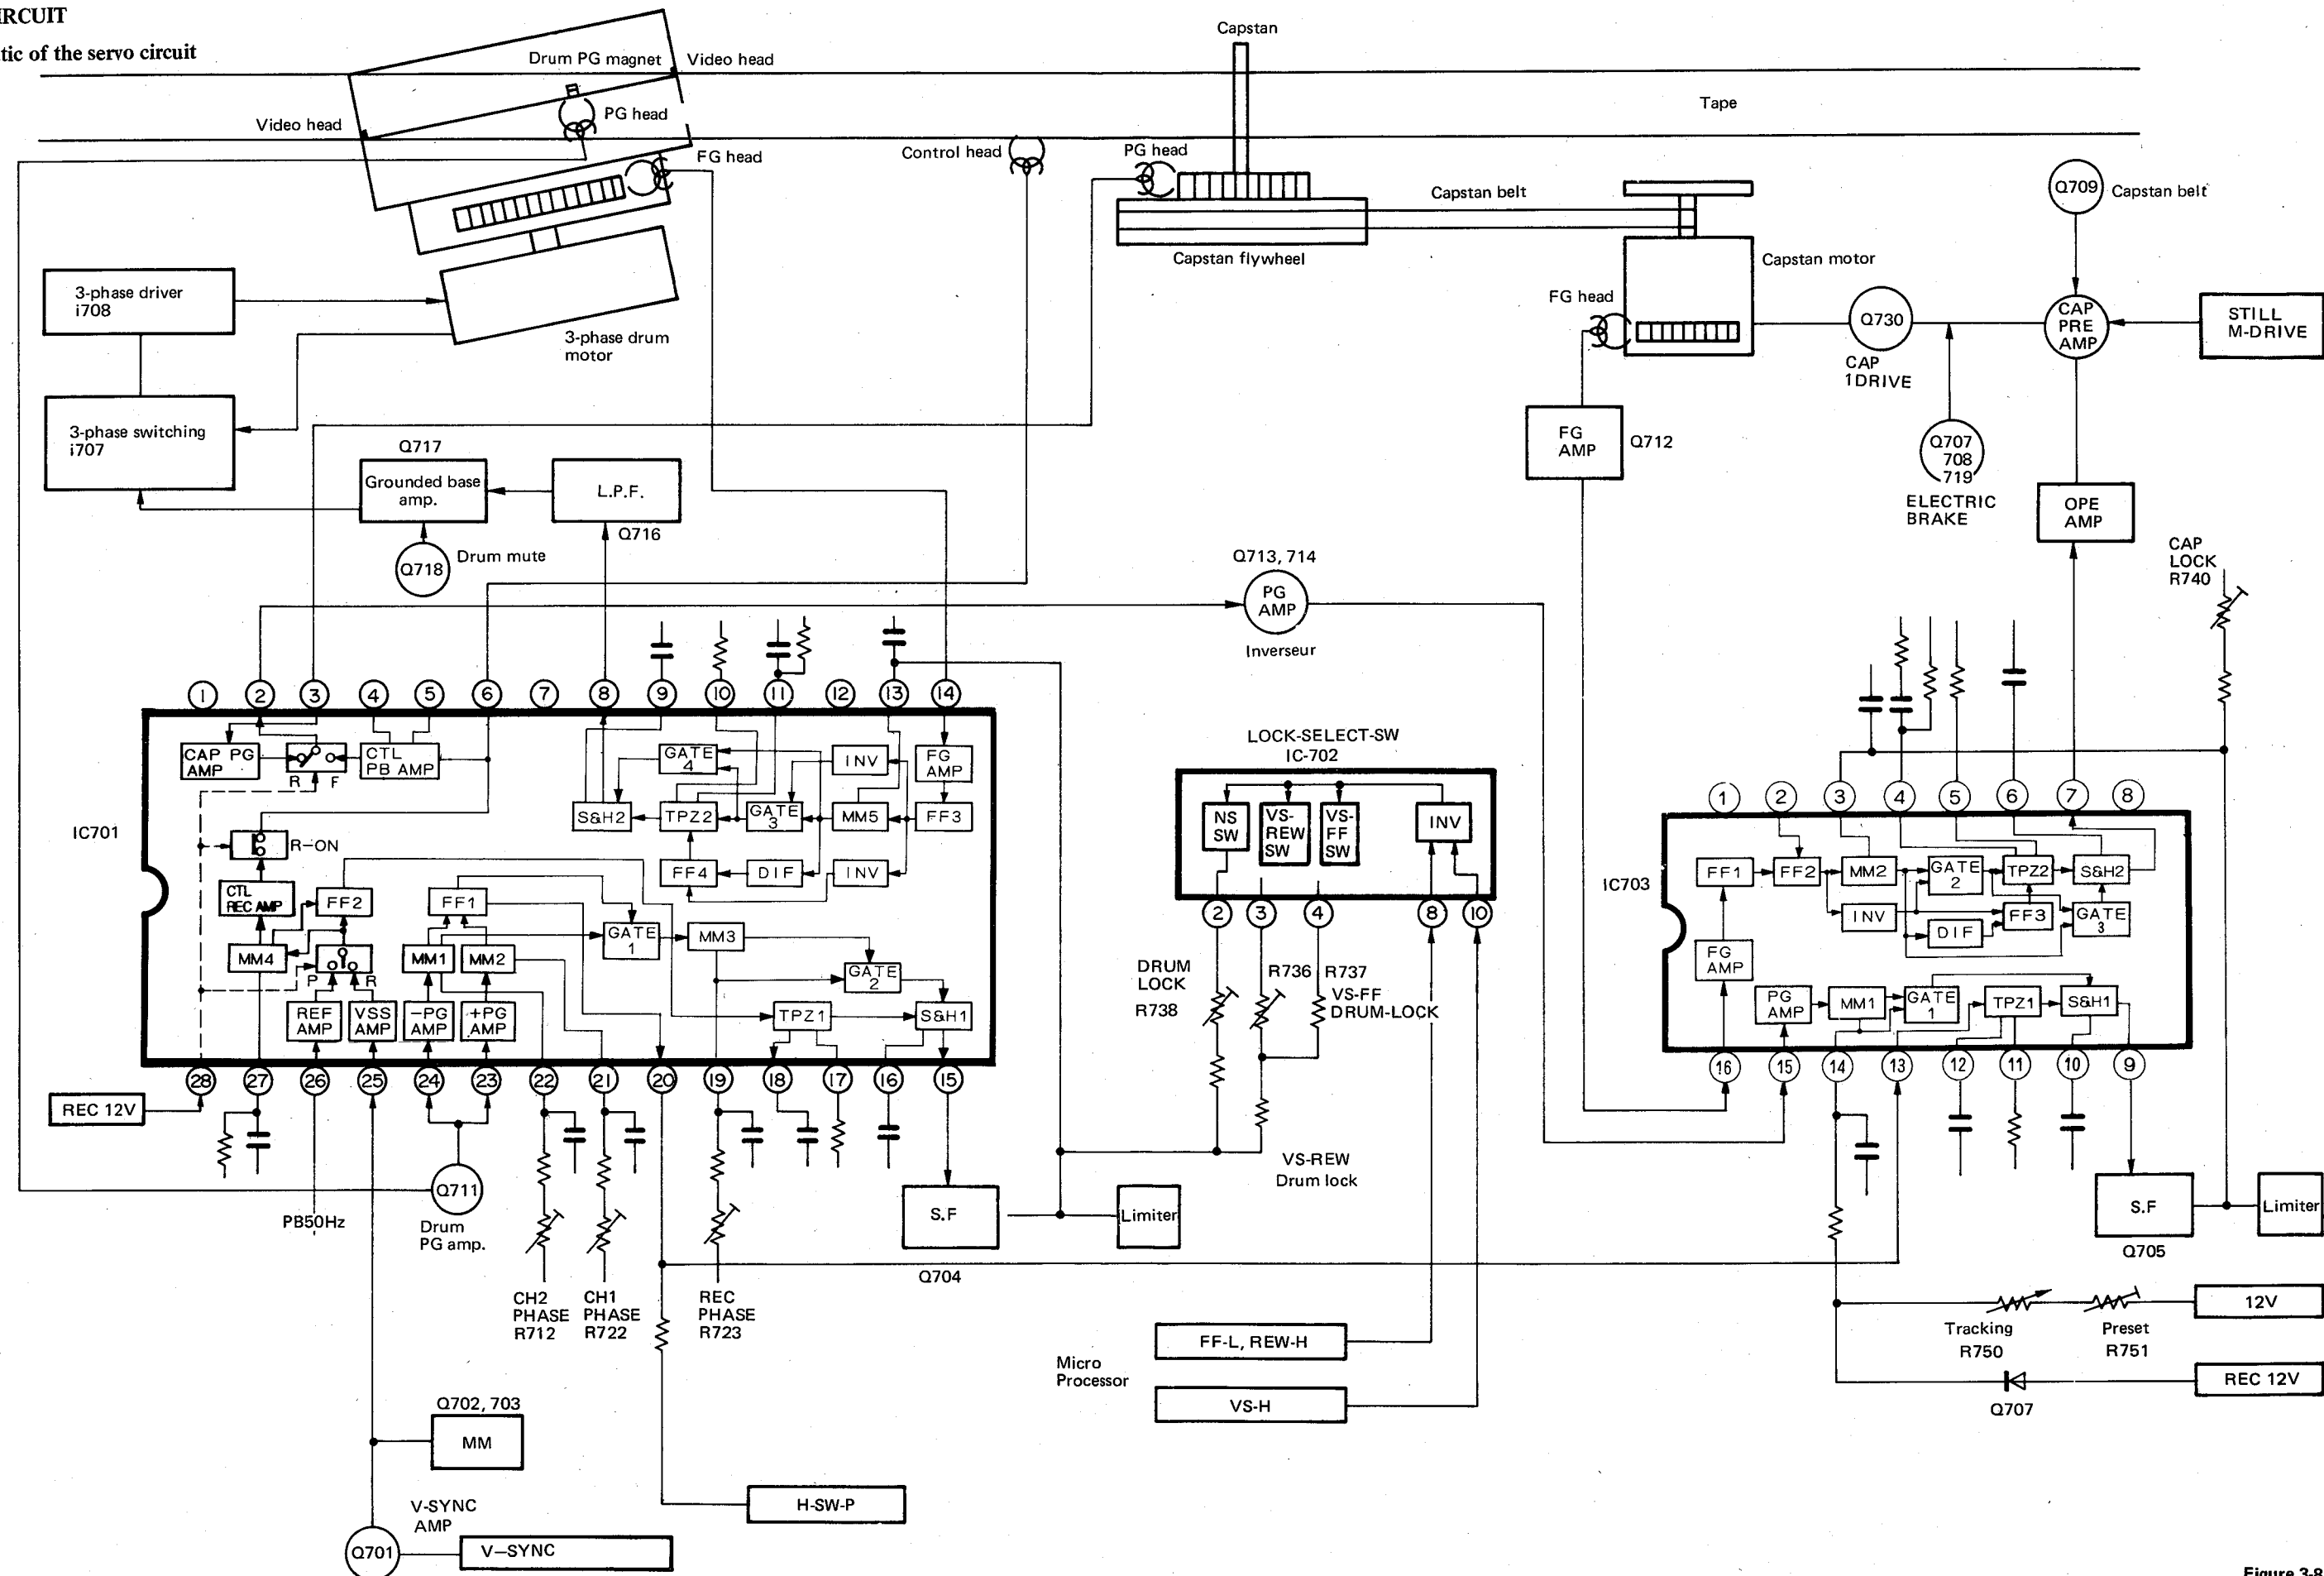 IRCUIT
tic of the servo circuit
Capstan
Drum PG magnet
Video head
Tape
PG head
Video head
Control head
PG head
FG head
Q709
Capstan belt
Capstan belt
Capstan flywheel
Capstan motor
3-phase driver
i708
3-phase drum
motor
FG head
Q730
CAP
1DRIVE
CAP
PRE
AMP
STILL
M-DRIVE
3-phase switching
i707
Q717
Grounded base
amp.
L.P.F.
Q716
Q718
Drum mute
FG
AMP
Q712
Q707
708
719
ELECTRIC
BRAKE
OPE
AMP
CAP
LOCK
R740
Q713, 714
PG
AMP
Inverseur
1 2 3 4 5 6 7 8 9 10 11 12 13 14
IC701
CAP PG
AMP
R F
CTL
PB AMP
GATE
4
INV
FG
AMP
S&H2
TPZ2
GATE
3
MM5
FF3
R-ON
FF4
DIF
INV
CTL
REC AMP
FF2
FF1
GATE
1
MM3
MM4
MM1
MM2
GATE
2
P R
REF
AMP
VSS
AMP
-PG
AMP
+PG
AMP
TPZ1
S&H1
28 27 26 25 24 23 22 21 20 19 18 17 16 15
REC 12V
PB50Hz
Q711
Drum
PG amp.
CH2
PHASE
R712
CH1
PHASE
R722
REC
PHASE
R723
S.F
Q704
Limiter
LOCK-SELECT-SW
IC-702
NS
SW
VS-
REW
SW
VS-
FF
SW
INV
2 3 4 8 10
DRUM
LOCK
R738
R736
R737
VS-FF
DRUM-LOCK
VS-REW
Drum lock
Micro
Processor
FF-L, REW-H
VS-H
1 2 3 4 5 6 7 8
IC703
FF1
FF2
MM2
GATE
2
TPZ2
S&H2
INV
FF3
GATE
3
DIF
FG
AMP
PG
AMP
MM1
GATE
1
TPZ1
S&H1
16 15 14 13 12 11 10 9
S.F
Q705
Limiter
12V
Tracking
R750
Preset
R751
REC 12V
Q707
Q702, 703
MM
H-SW-P
V-SYNC
AMP
Q701
V-SYNC
Figure 3-8